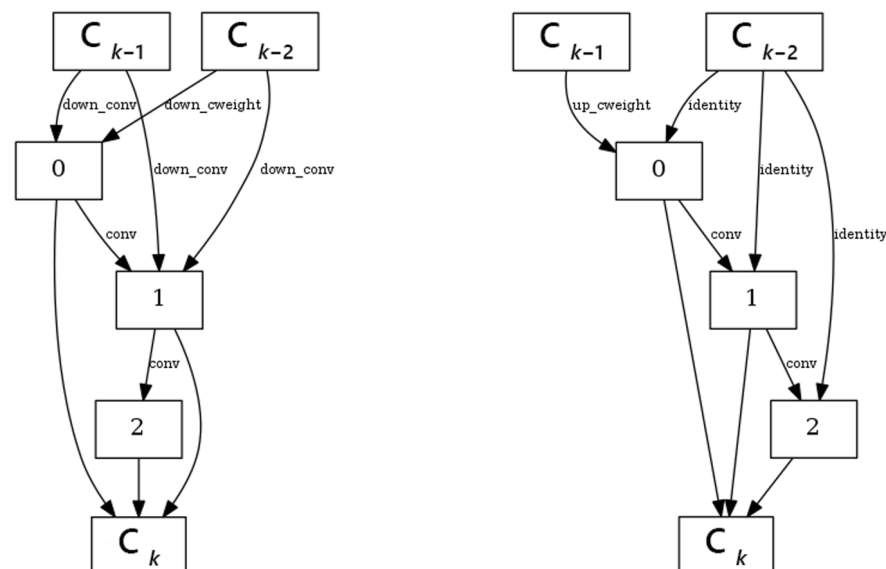 C k-1
C k-2
down_conv
down_cweight
0
down_conv
down_conv
conv
1
conv
2
C k
C k-1
C k-2
up_cweight
identity
0
identity
conv
identity
1
conv
2
C k